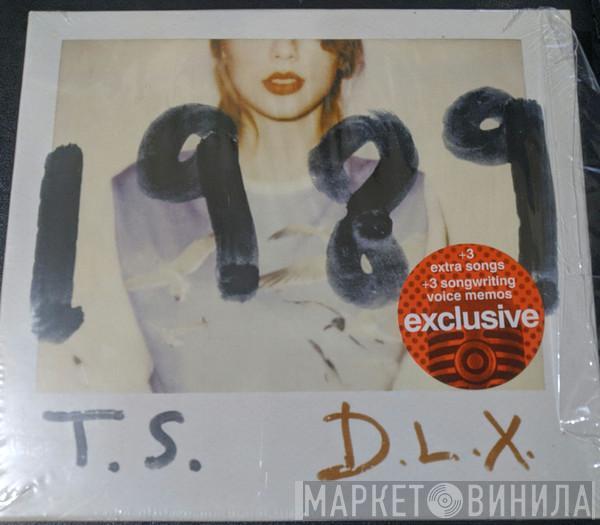 1989
+3
extra songs
+3 songwriting
voice memos
exclusive
T.S. D.L.X.
МАРКЕТ ВИНИЛА